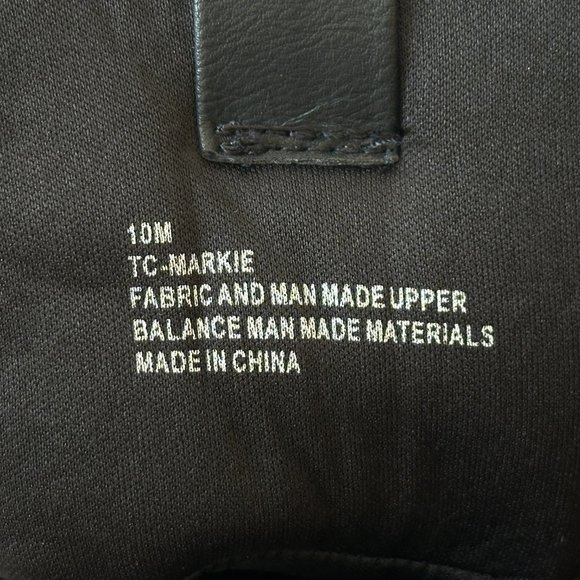 10M
TC-MARKIE
FABRIC AND MAN MADE UPPER
BALANCE MAN MADE MATERIALS
MADE IN CHINA